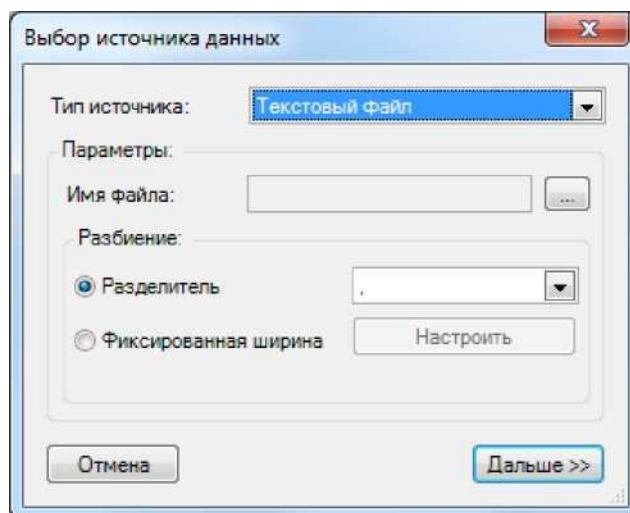 Выбор источника данных
Тип источника: Текстовый файл
Параметры:
Имя файла: ...
Разбиение:
Разделитель ,
Фиксированная ширина Настроить
Отмена Дальше >>